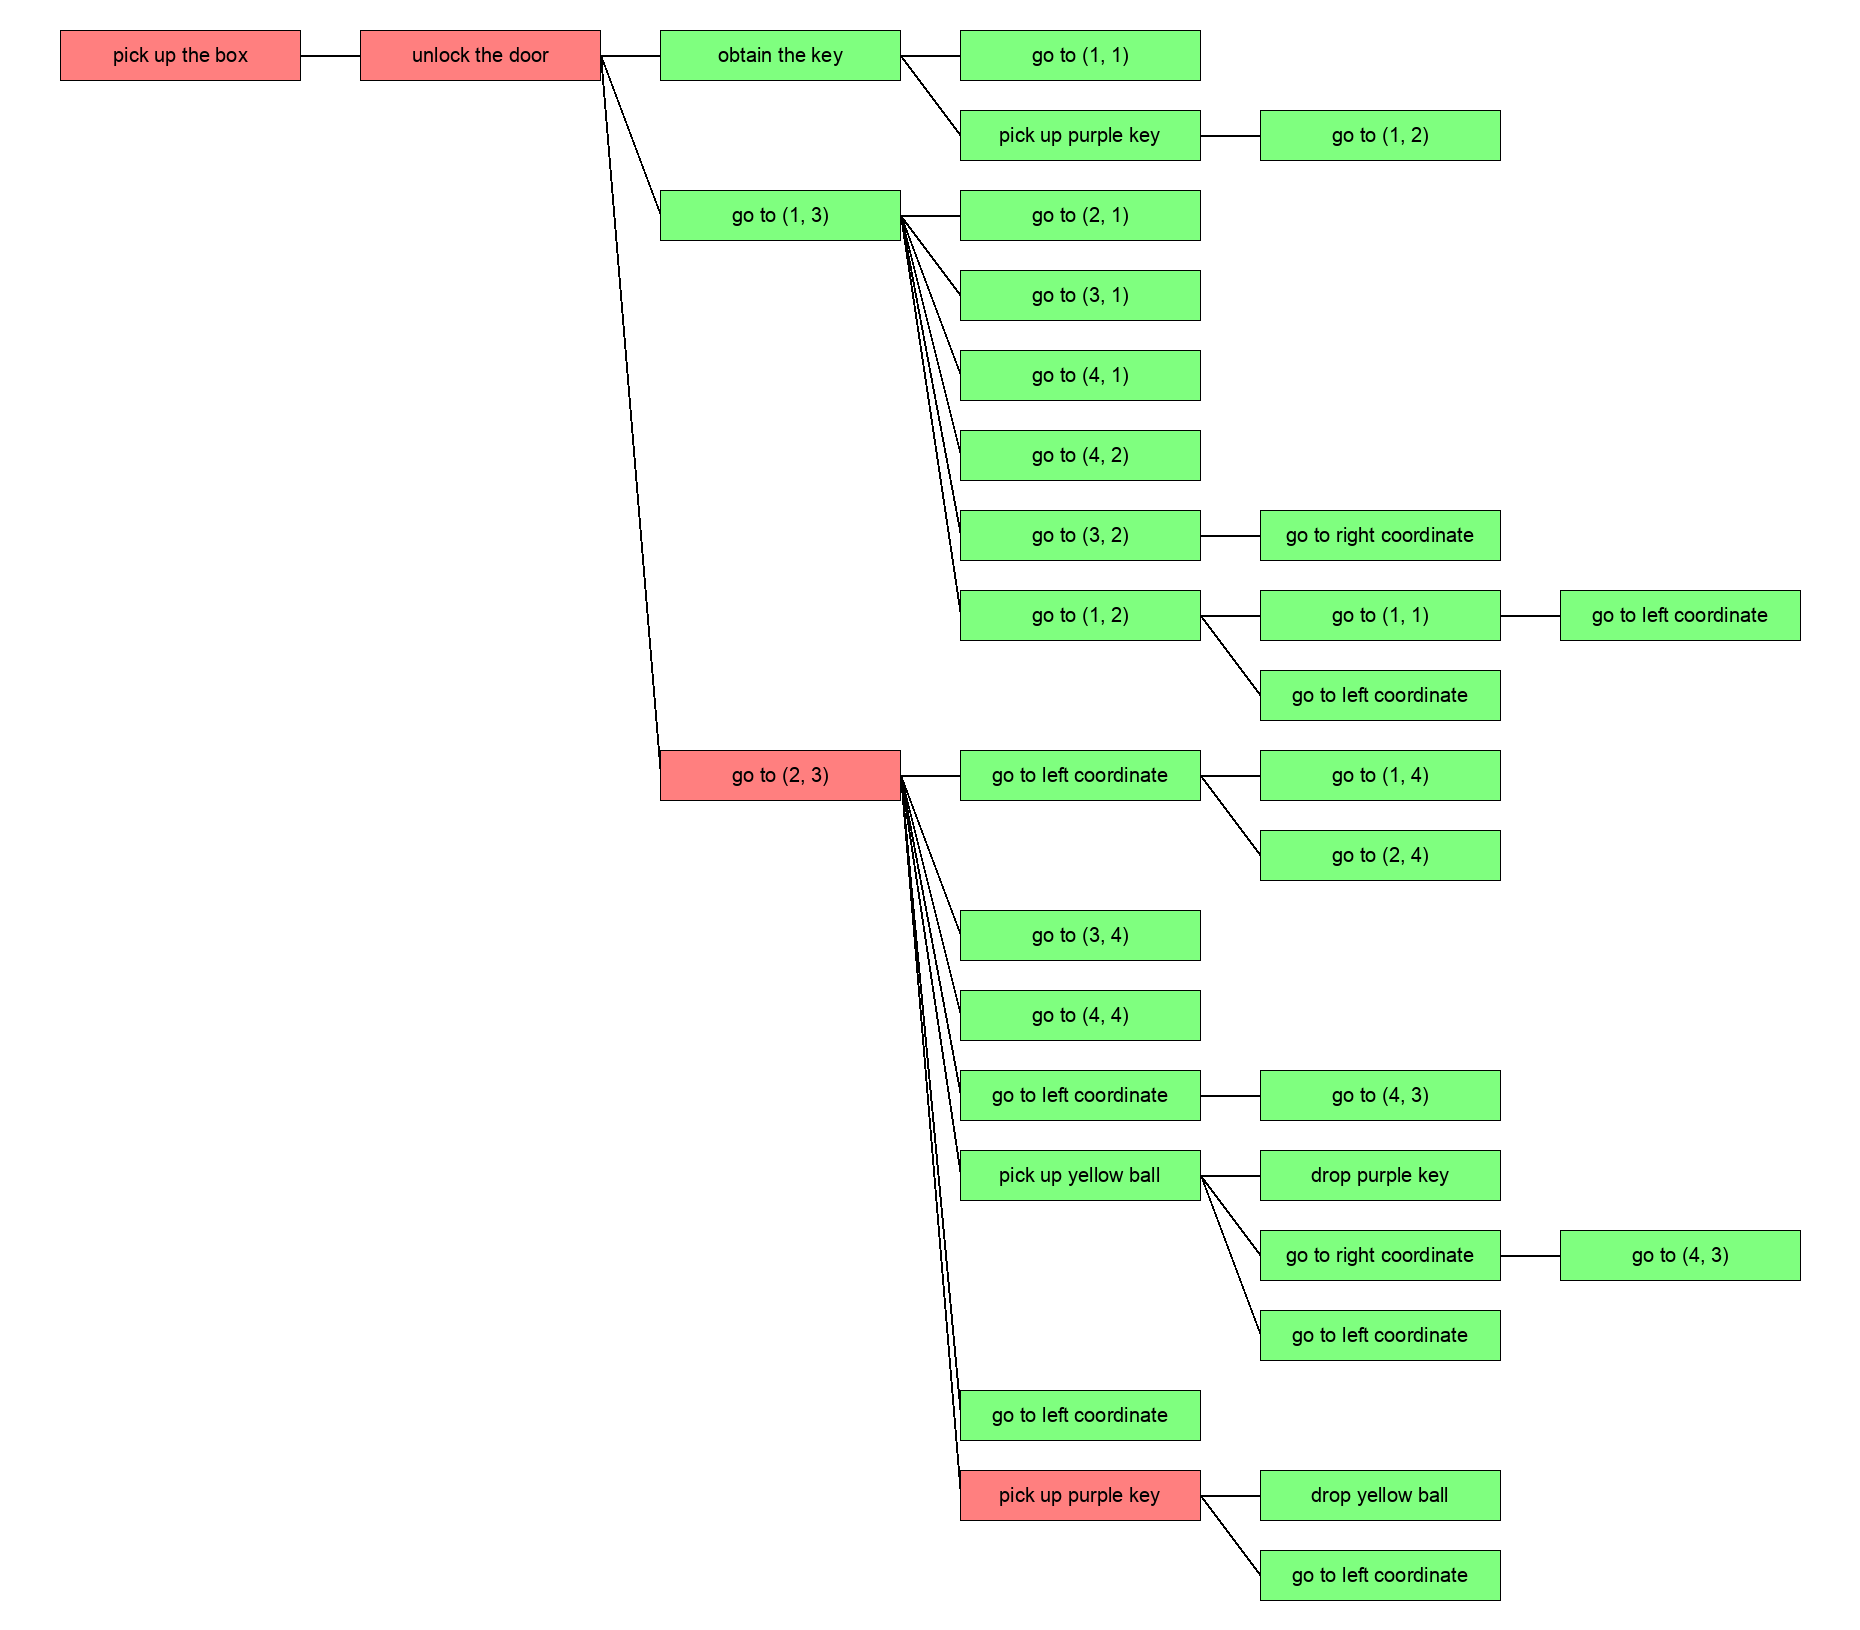 pick up the box
unlock the door
obtain the key
go to (1, 1)
pick up purple key
go to (1, 2)
go to (1, 3)
go to (2, 1)
go to (3, 1)
go to (4, 1)
go to (4, 2)
go to (3, 2)
go to right coordinate
go to (1, 2)
go to (1, 1)
go to left coordinate
go to left coordinate
go to (2, 3)
go to left coordinate
go to (1, 4)
go to (2, 4)
go to (3, 4)
go to (4, 4)
go to left coordinate
go to (4, 3)
pick up yellow ball
drop purple key
go to right coordinate
go to (4, 3)
go to left coordinate
go to left coordinate
pick up purple key
drop yellow ball
go to left coordinate